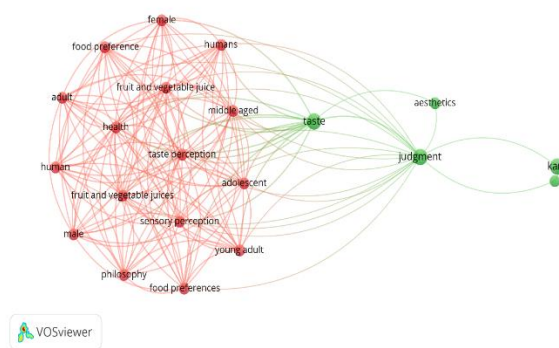 female
food preference
humans
fruit and vegetable juice
adult
middle aged
aesthetics
taste
health
taste perception
judgment
human
adolescent
fruit and vegetable juices
sensory perception
male
young adult
philosophy
food preferences
VOSviewer